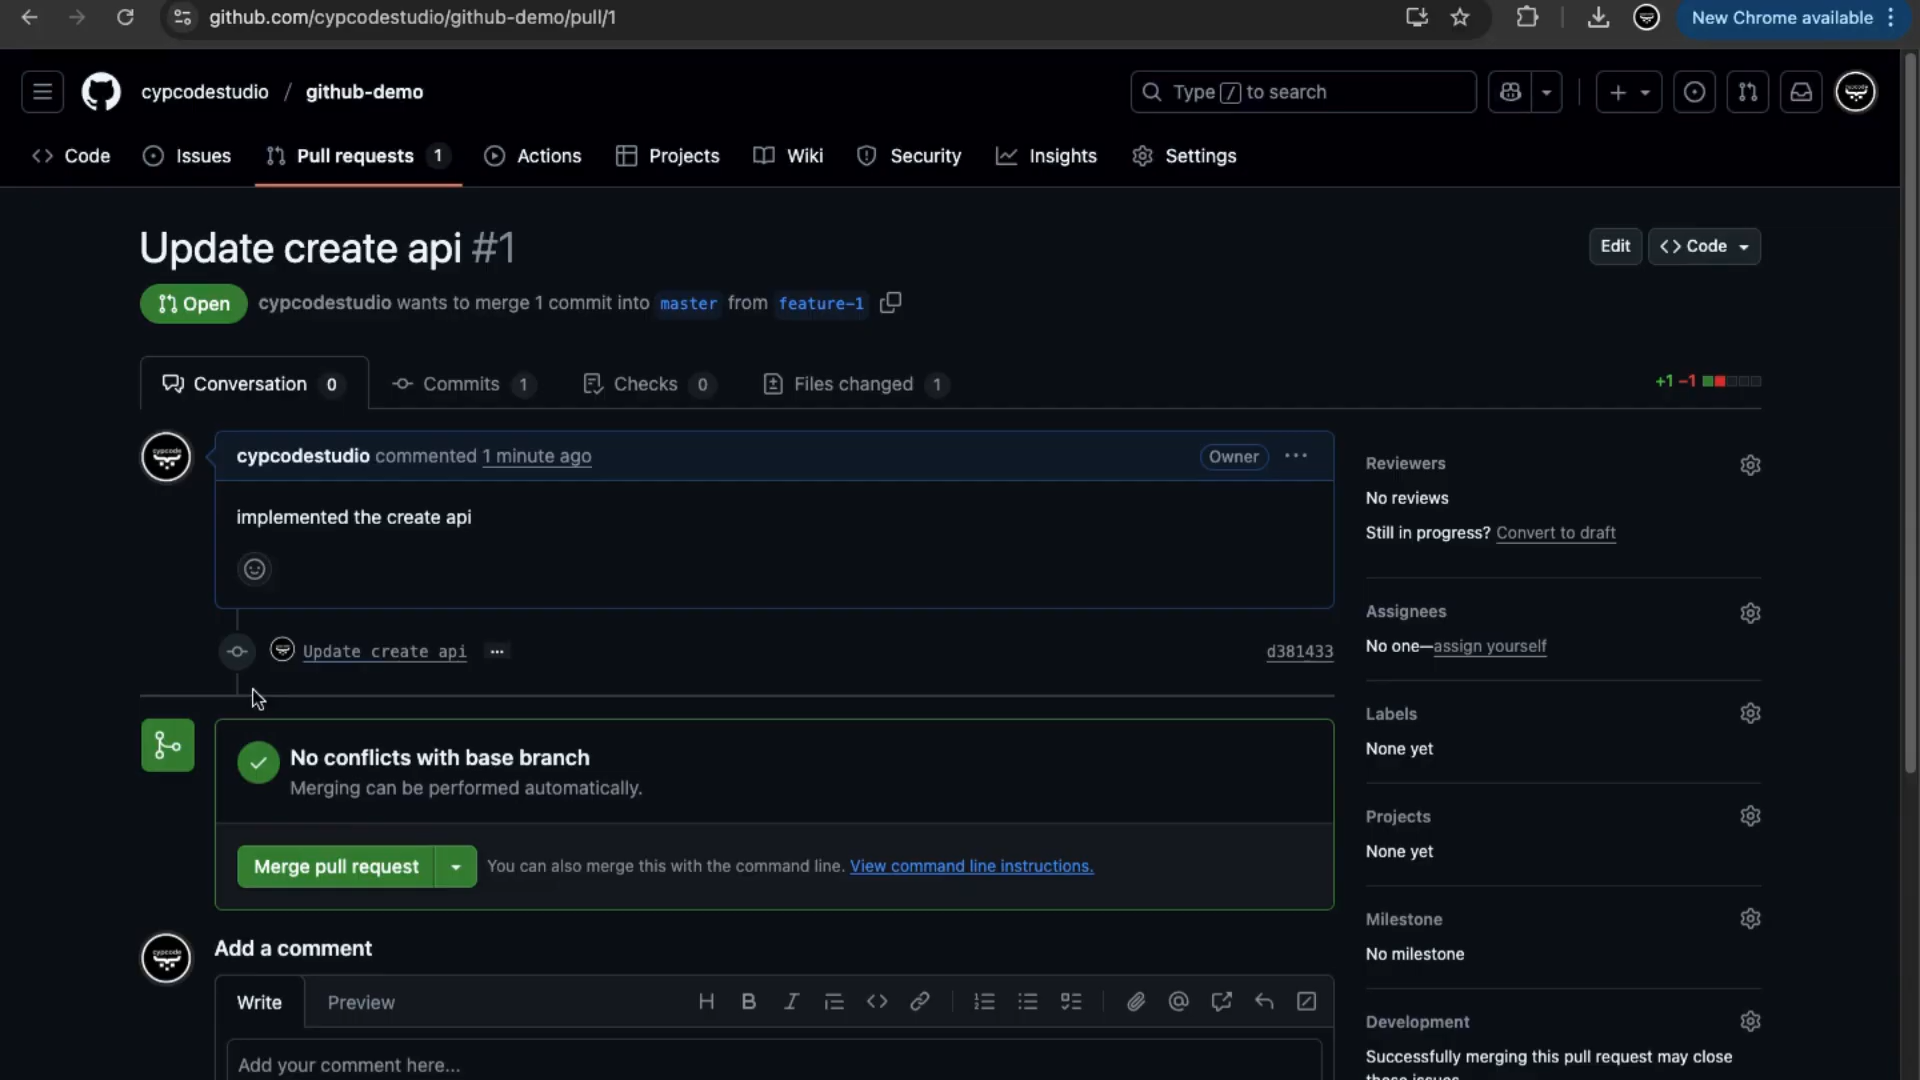 github.com/cypcodestudio/github-demo/pull/1
New Chrome available
cypcodestudio / github-demo
Type / to search
Code
Issues
Pull requests 1
Actions
Projects
Wiki
Security
Insights
Settings
Update create api #1
Edit
<> Code
Open
cypcodestudio wants to merge 1 commit into master from feature-1
Conversation 0
Commits 1
Checks 0
Files changed 1
+1 −1
cypcodestudio commented 1 minute ago
Owner
implemented the create api
Update create api
d381433
No conflicts with base branch
Merging can be performed automatically.
Merge pull request
You can also merge this with the command line. View command line instructions.
Add a comment
Write
Preview
Add your comment here...
Reviewers
No reviews
Still in progress? Convert to draft
Assignees
No one—assign yourself
Labels
None yet
Projects
None yet
Milestone
No milestone
Development
Successfully merging this pull request may close
these issues.